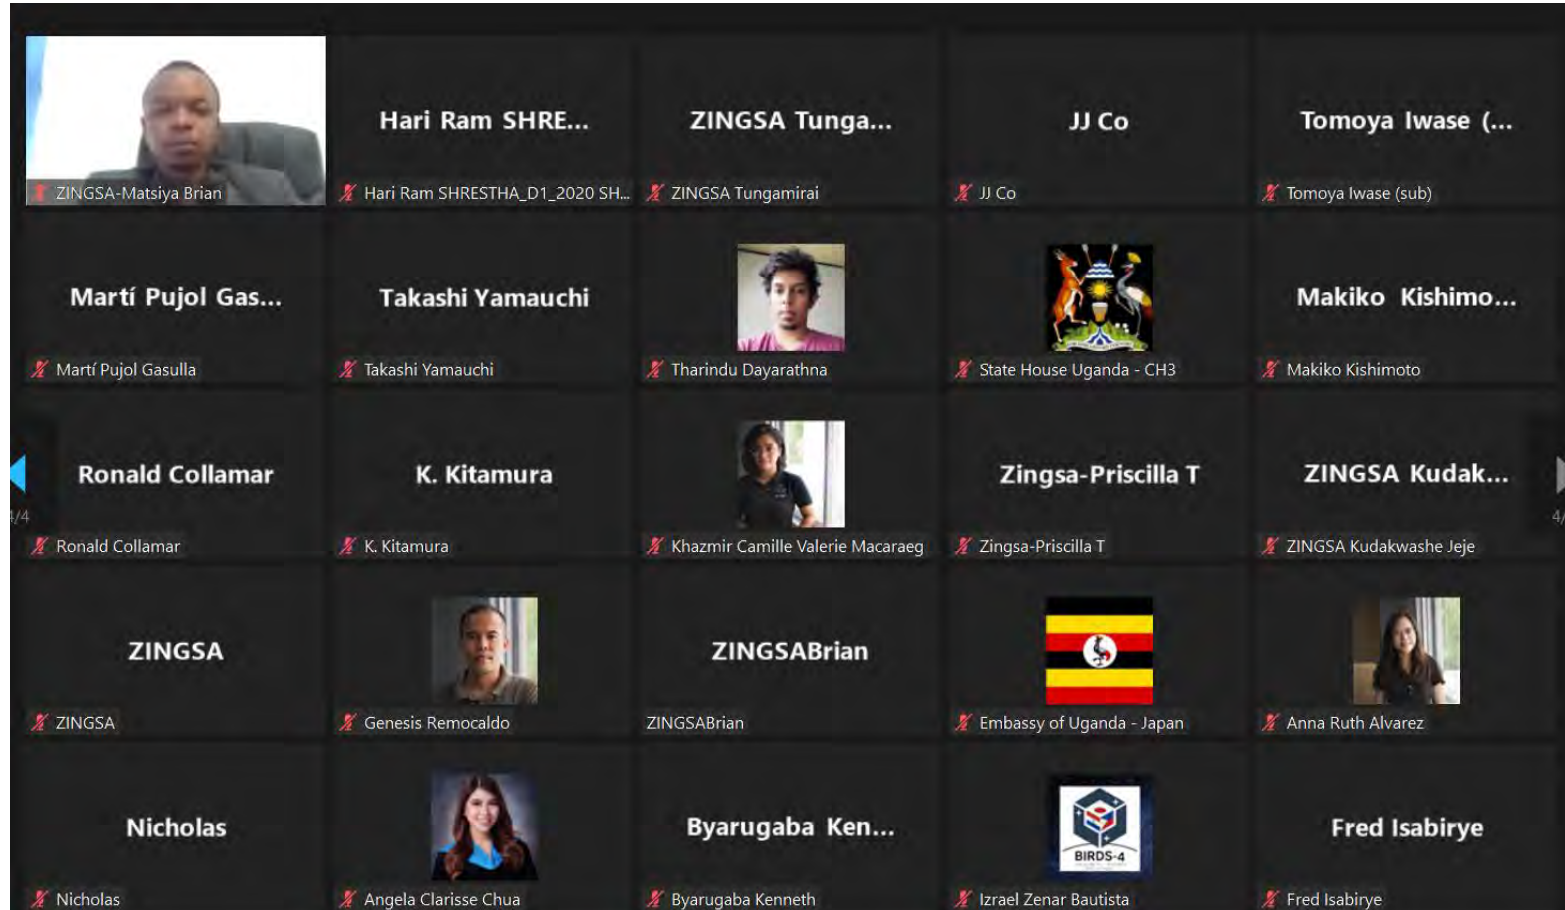 Hari Ram SHRE...
ZINGSA Tunga...
JJ Co
Tomoya Iwase (...
ZINGSA-Matsiya Brian
Hari Ram SHRESTHA_D1_2020 SH...
ZINGSA Tungamirai
JJ Co
Tomoya Iwase (sub)
Martí Pujol Gas...
Takashi Yamauchi
Makiko Kishimo...
Martí Pujol Gasulla
Takashi Yamauchi
Tharindu Dayarathna
State House Uganda - CH3
Makiko Kishimoto
Ronald Collamar
K. Kitamura
Zingsa-Priscilla T
ZINGSA Kudak...
4/4
4/
Ronald Collamar
K. Kitamura
Khazmir Camille Valerie Macaraeg
Zingsa-Priscilla T
ZINGSA Kudakwashe Jeje
ZINGSA
ZINGSABrian
ZINGSA
Genesis Remocaldo
ZINGSABrian
Embassy of Uganda - Japan
Anna Ruth Alvarez
Nicholas
Byarugaba Ken...
BIRDS-4
Fred Isabirye
Nicholas
Angela Clarisse Chua
Byarugaba Kenneth
Izrael Zenar Bautista
Fred Isabirye